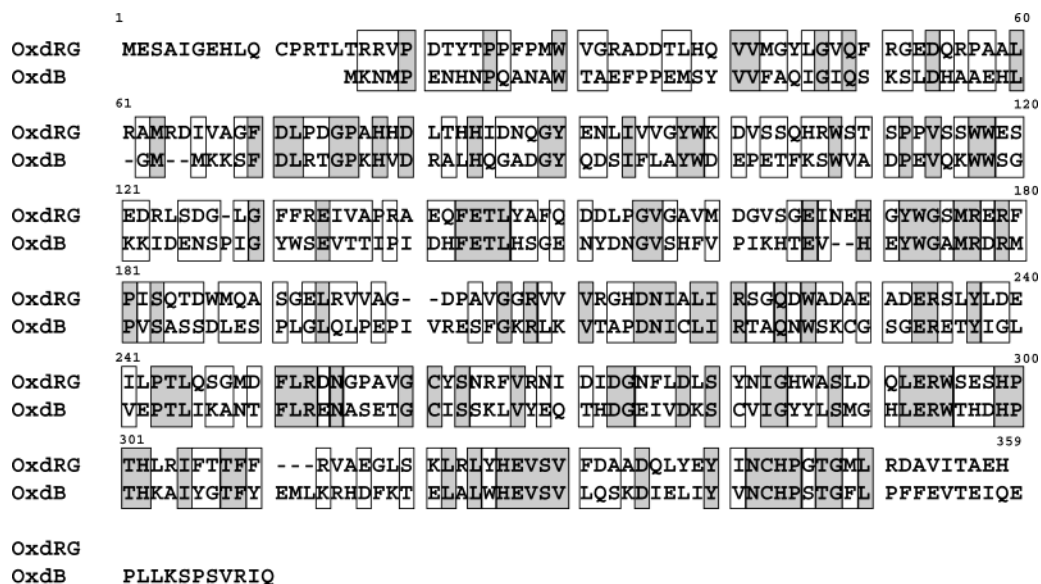 1 60
OxdRG MESAIGEHLQ CPRTLTRRVP DTYTPPFPMW VGRADDTLHQ VVMGYLGVQF RGEDQRPAAL
OxdB MKNMP ENHNPQANAW TAEFPPEMSY VVFAQIGIQS KSLDHAAEHL
61 120
OxdRG RAMRDIVAGF DLPDGPAHHD LTHHIDNQGY ENLIVVGYWK DVSSQHRWST SPPVSSWWES
OxdB -GM--MKKSF DLRTGPKHVD RALHQGADGY QDSIFLAYWD EPETFKSWVA DPEVQKWWSG
121 180
OxdRG EDRLSDG-LG FFREIVAPRA EQFETLYAFQ DDLPGVGAVM DGVSGEINEH GYWGSMRERF
OxdB KKIDENSPIG YWSEVTTIPI DHFETLHSGE NYDNGVSHFV PIKHTEV--H EYWGAMRDRM
181 240
OxdRG PISQTDWMQA SGELRVVAG- -DPAVGGRVV VRGHDNIALI RSGQDWADAE ADERSLYLDE
OxdB PVSASSDLES PLGLQLPEPI VRESFGKRLK VTAPDNICLI RTAQNWSKCG SGERETYIGL
241 300
OxdRG ILPTLQSGMD FLRDNGPAVG CYSNRFVRNI DIDGNFLDLS YNIGHWASLD QLERWSESHP
OxdB VEPTLIKANT FLRENASETG CISSKLVYEQ THDGEIVDKS CVIGYYLSMG HLERWTHDHP
301 359
OxdRG THLRIFTTFF ---RVAEGLS KLRLYHEVSV FDAADQLYEY INCHPGTGML RDAVITAEH
OxdB THKAIYGTFY EMLKRHDFKT ELALWHEVSV LQSKDIELIY VNCHPSTGFL PFFEVTEIQE
OxdRG
OxdB PLLKSPSVRIQ